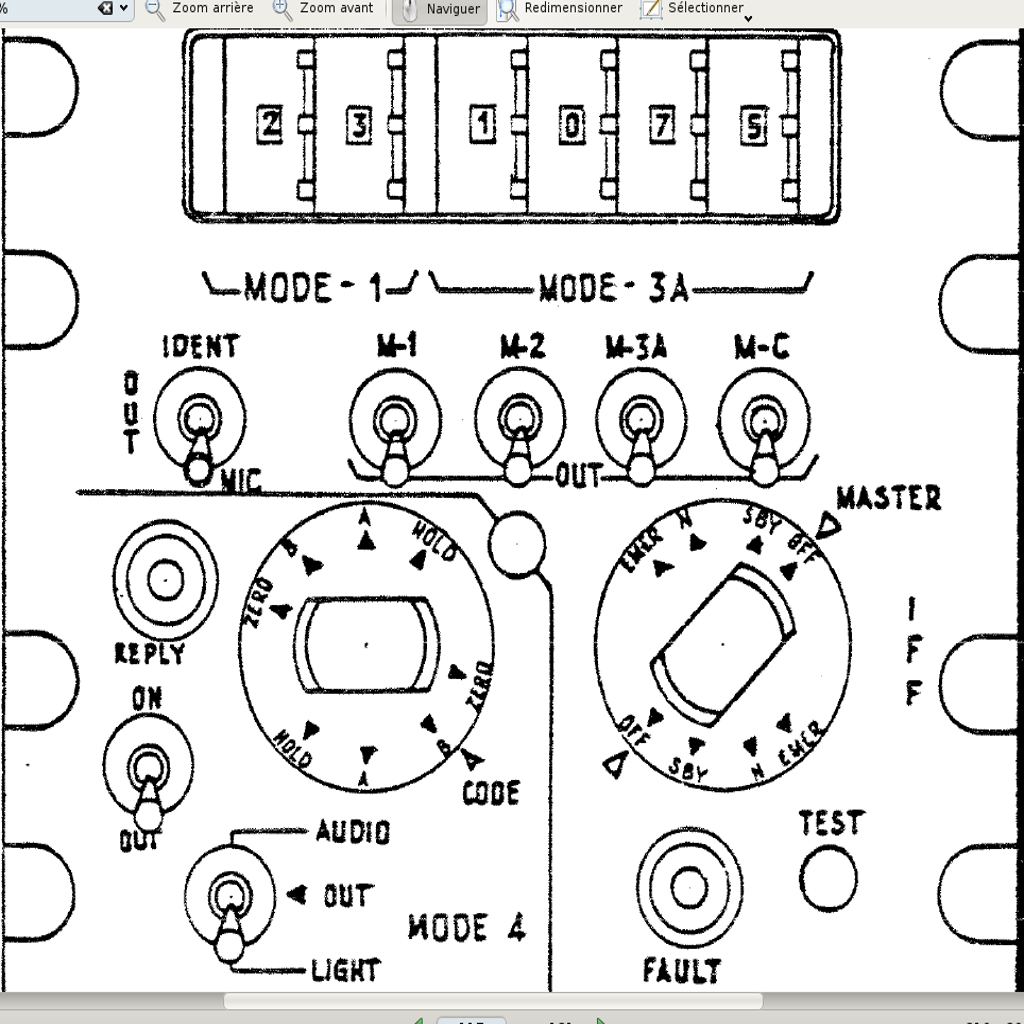 %
Zoom arrière Zoom avant Naviguer Redimensionner Sélectionner
2 3 1 0 7 5
MODE - 1 MODE - 3A
IDENT M-1 M-2 M-3A M-C
OUT
MIC OUT
MASTER
A HOLD
B
ZERO
EMER N SBY OFF
IFF
REPLY
ZERO
ON
HOLD A B
OFF SBY N EMER
CODE
OUT
AUDIO
TEST
OUT
MODE 4
LIGHT
FAULT